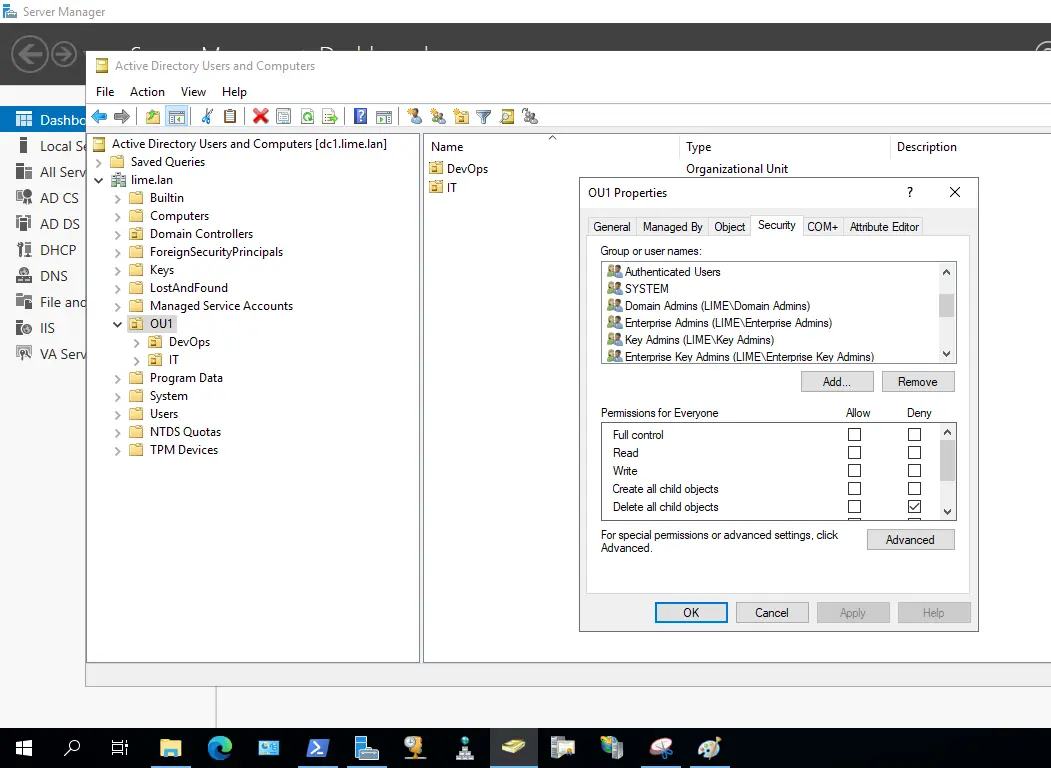 Server Manager
Active Directory Users and Computers
File Action View Help
Dashbo
Local Se
All Serv
AD CS
AD DS
DHCP
DNS
File and
IIS
VA Serv
Active Directory Users and Computers [dc1.lime.lan]
Saved Queries
lime.lan
Builtin
Computers
Domain Controllers
ForeignSecurityPrincipals
Keys
LostAndFound
Managed Service Accounts
OU1
DevOps
IT
Program Data
System
Users
NTDS Quotas
TPM Devices
Name Type Description
DevOps Organizational Unit
IT
OU1 Properties ?
General Managed By Object Security COM+ Attribute Editor
Group or user names:
Authenticated Users
SYSTEM
Domain Admins (LIME\Domain Admins)
Enterprise Admins (LIME\Enterprise Admins)
Key Admins (LIME\Key Admins)
Enterprise Key Admins (LIME\Enterprise Key Admins)
Add... Remove
Permissions for Everyone Allow Deny
Full control
Read
Write
Create all child objects
Delete all child objects
For special permissions or advanced settings, click
Advanced.
Advanced
OK Cancel Apply Help